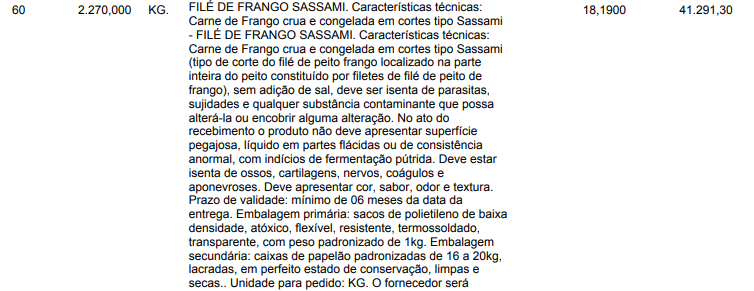 60 2.270,000 KG. FILÉ DE FRANGO SASSAMI. Características técnicas: 18,1900 41.291,30
Carne de Frango crua e congelada em cortes tipo Sassami
- FILÉ DE FRANGO SASSAMI. Características técnicas:
Carne de Frango crua e congelada em cortes tipo Sassami
(tipo de corte do filé de peito frango localizado na parte
inteira do peito constituído por filetes de filé de peito de
frango), sem adição de sal, deve ser isenta de parasitas,
sujidades e qualquer substância contaminante que possa
alterá-la ou encobrir alguma alteração. No ato do
recebimento o produto não deve apresentar superfície
pegajosa, líquido em partes flácidas ou de consistência
anormal, com indícios de fermentação pútrida. Deve estar
isenta de ossos, cartilagens, nervos, coágulos e
aponevroses. Deve apresentar cor, sabor, odor e textura.
Prazo de validade: mínimo de 06 meses da data da
entrega. Embalagem primária: sacos de polietileno de baixa
densidade, atóxico, flexível, resistente, termossoldado,
transparente, com peso padronizado de 1kg. Embalagem
secundária: caixas de papelão padronizadas de 16 a 20kg,
lacradas, em perfeito estado de conservação, limpas e
secas.. Unidade para pedido: KG. O fornecedor será